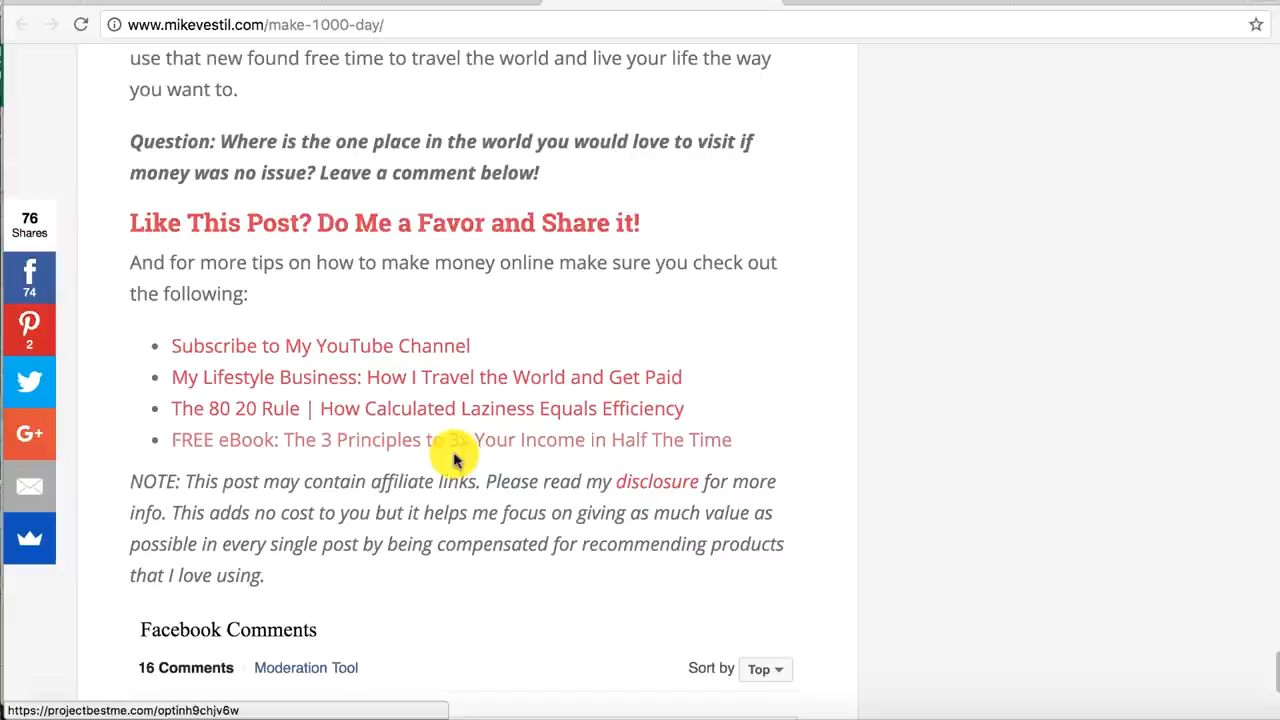 www.mikevestil.com/make-1000-day/
use that new found free time to travel the world and live your life the way
you want to.
Question: Where is the one place in the world you would love to visit if
money was no issue? Leave a comment below!
76
Shares
Like This Post? Do Me a Favor and Share it!
f
74
And for more tips on how to make money online make sure you check out
the following:
2
Subscribe to My YouTube Channel
My Lifestyle Business: How I Travel the World and Get Paid
The 80 20 Rule | How Calculated Laziness Equals Efficiency
G+
FREE eBook: The 3 Principles to 3x Your Income in Half The Time
NOTE: This post may contain affiliate links. Please read my disclosure for more
info. This adds no cost to you but it helps me focus on giving as much value as
possible in every single post by being compensated for recommending products
that I love using.
Facebook Comments
16 Comments Moderation Tool Sort by Top
https://projectbestme.com/optinh9chjv6w